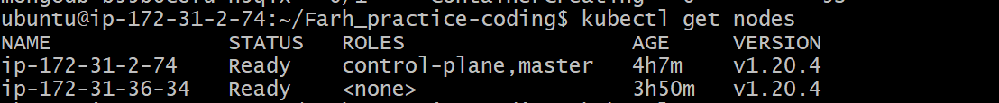 ubuntu@ip-172-31-2-74:~/Farh_practice-coding$ kubectl get nodes
NAME STATUS ROLES AGE VERSION
ip-172-31-2-74 Ready control-plane,master 4h7m v1.20.4
ip-172-31-36-34 Ready <none> 3h50m v1.20.4